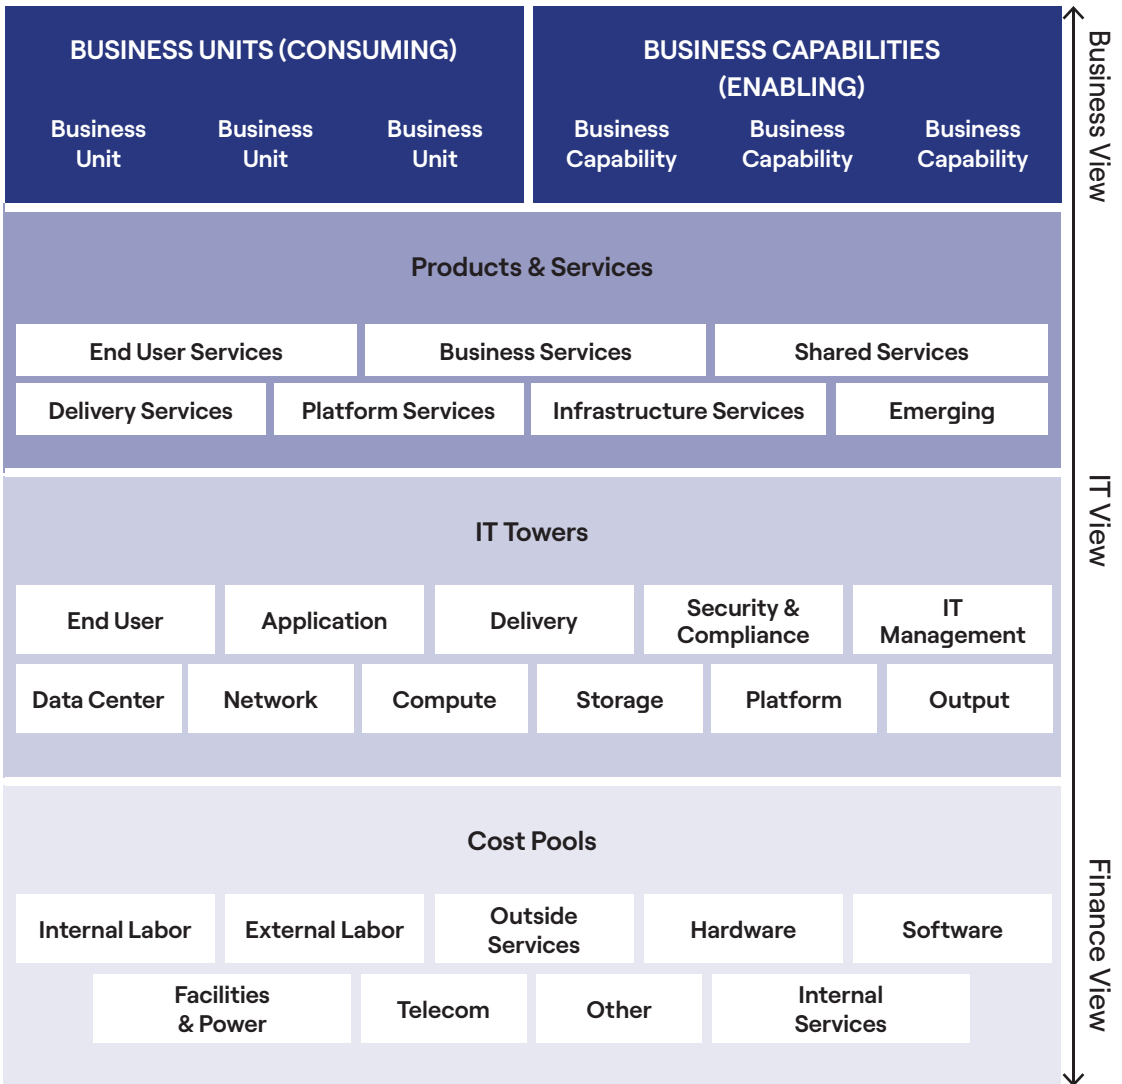 BUSINESS UNITS (CONSUMING)
Business
Unit
Business
Unit
Business
Unit
BUSINESS CAPABILITIES
(ENABLING)
Business
Capability
Business
Capability
Business
Capability
Business View
Products & Services
End User Services
Business Services
Shared Services
Delivery Services
Platform Services
Infrastructure Services
Emerging
IT View
IT Towers
End User
Application
Delivery
Security &
Compliance
IT
Management
Data Center
Network
Compute
Storage
Platform
Output
Cost Pools
Internal Labor
External Labor
Outside
Services
Hardware
Software
Facilities
& Power
Telecom
Other
Internal
Services
Finance View